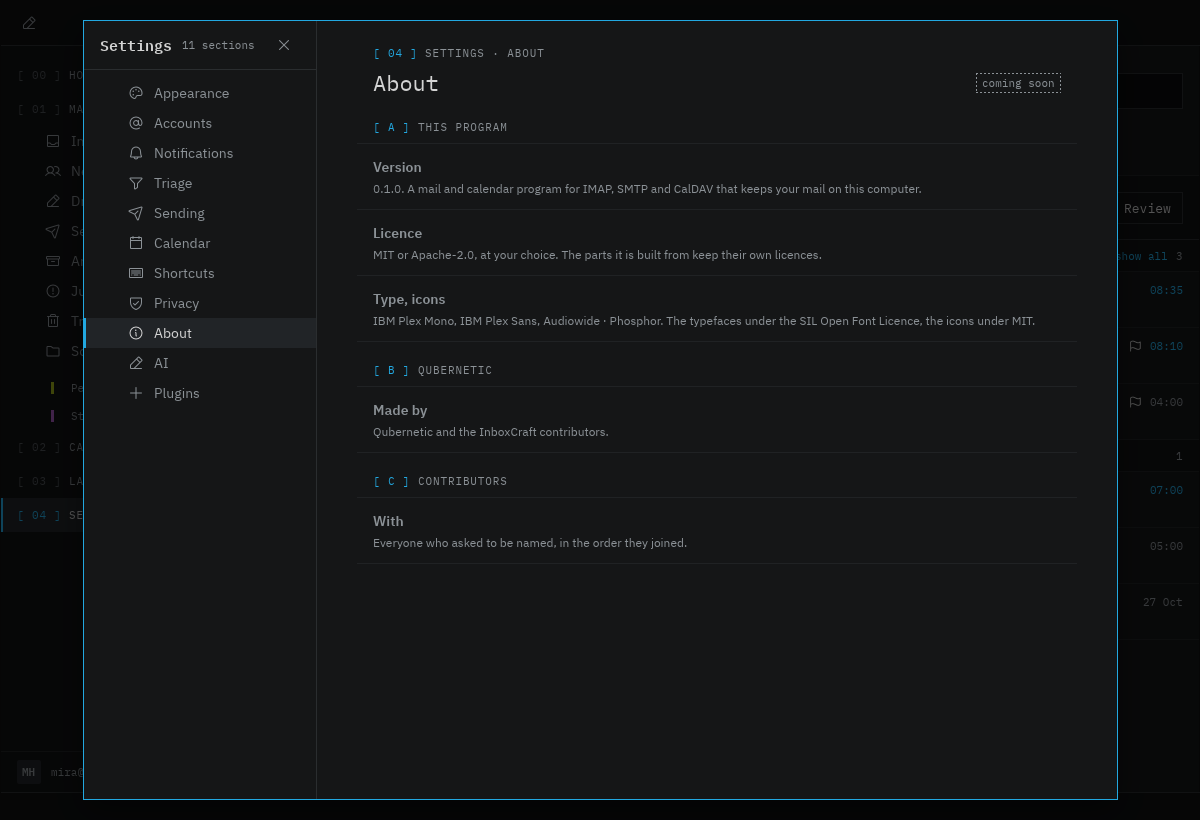 Settings 11 sections
Appearance
Accounts
Notifications
Triage
Sending
Calendar
Shortcuts
Privacy
About
AI
Plugins
[ 04 ] SETTINGS · ABOUT
About
coming soon
[ A ] THIS PROGRAM
Version
0.1.0. A mail and calendar program for IMAP, SMTP and CalDAV that keeps your mail on this computer.
Licence
MIT or Apache-2.0, at your choice. The parts it is built from keep their own licences.
Type, icons
IBM Plex Mono, IBM Plex Sans, Audiowide · Phosphor. The typefaces under the SIL Open Font Licence, the icons under MIT.
[ B ] QUBERNETIC
Made by
Qubernetic and the InboxCraft contributors.
[ C ] CONTRIBUTORS
With
Everyone who asked to be named, in the order they joined.
[ 00 ]
[ 01 ]
[ 02 ]
[ 03 ]
[ 04 ]
MH
Review
show all 3
08:35
08:10
04:00
1
07:00
05:00
27 Oct